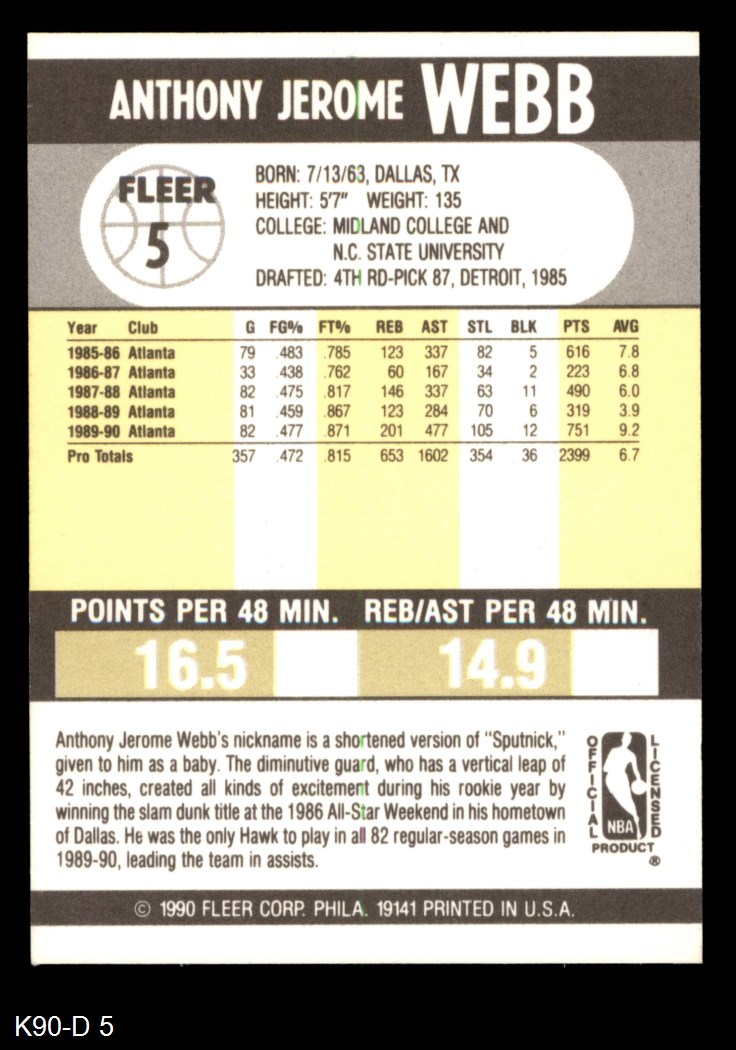 ANTHONY JEROME WEBB
FLEER
5
BORN: 7/13/63, DALLAS, TX
HEIGHT: 5'7" WEIGHT: 135
COLLEGE: MIDLAND COLLEGE AND
N.C. STATE UNIVERSITY
DRAFTED: 4TH RD-PICK 87, DETROIT, 1985
Year Club G FG% FT% REB AST STL BLK PTS AVG
1985-86 Atlanta 79 .483 .785 123 337 82 5 616 7.8
1986-87 Atlanta 33 .438 .762 60 167 34 2 223 6.8
1987-88 Atlanta 82 .475 .817 146 337 63 11 490 6.0
1988-89 Atlanta 81 .459 .867 123 284 70 6 319 3.9
1989-90 Atlanta 82 .477 .871 201 477 105 12 751 9.2
Pro Totals 357 .472 .815 653 1602 354 36 2399 6.7
POINTS PER 48 MIN. REB/AST PER 48 MIN.
16.5 14.9
Anthony Jerome Webb's nickname is a shortened version of "Sputnick,"
given to him as a baby. The diminutive guard, who has a vertical leap of
42 inches, created all kinds of excitement during his rookie year by
winning the slam dunk title at the 1986 All-Star Weekend in his hometown
of Dallas. He was the only Hawk to play in all 82 regular-season games in
1989-90, leading the team in assists.
OFFICIAL
NBA
LICENSED
PRODUCT
®
© 1990 FLEER CORP. PHILA. 19141 PRINTED IN U.S.A.
K90-D 5